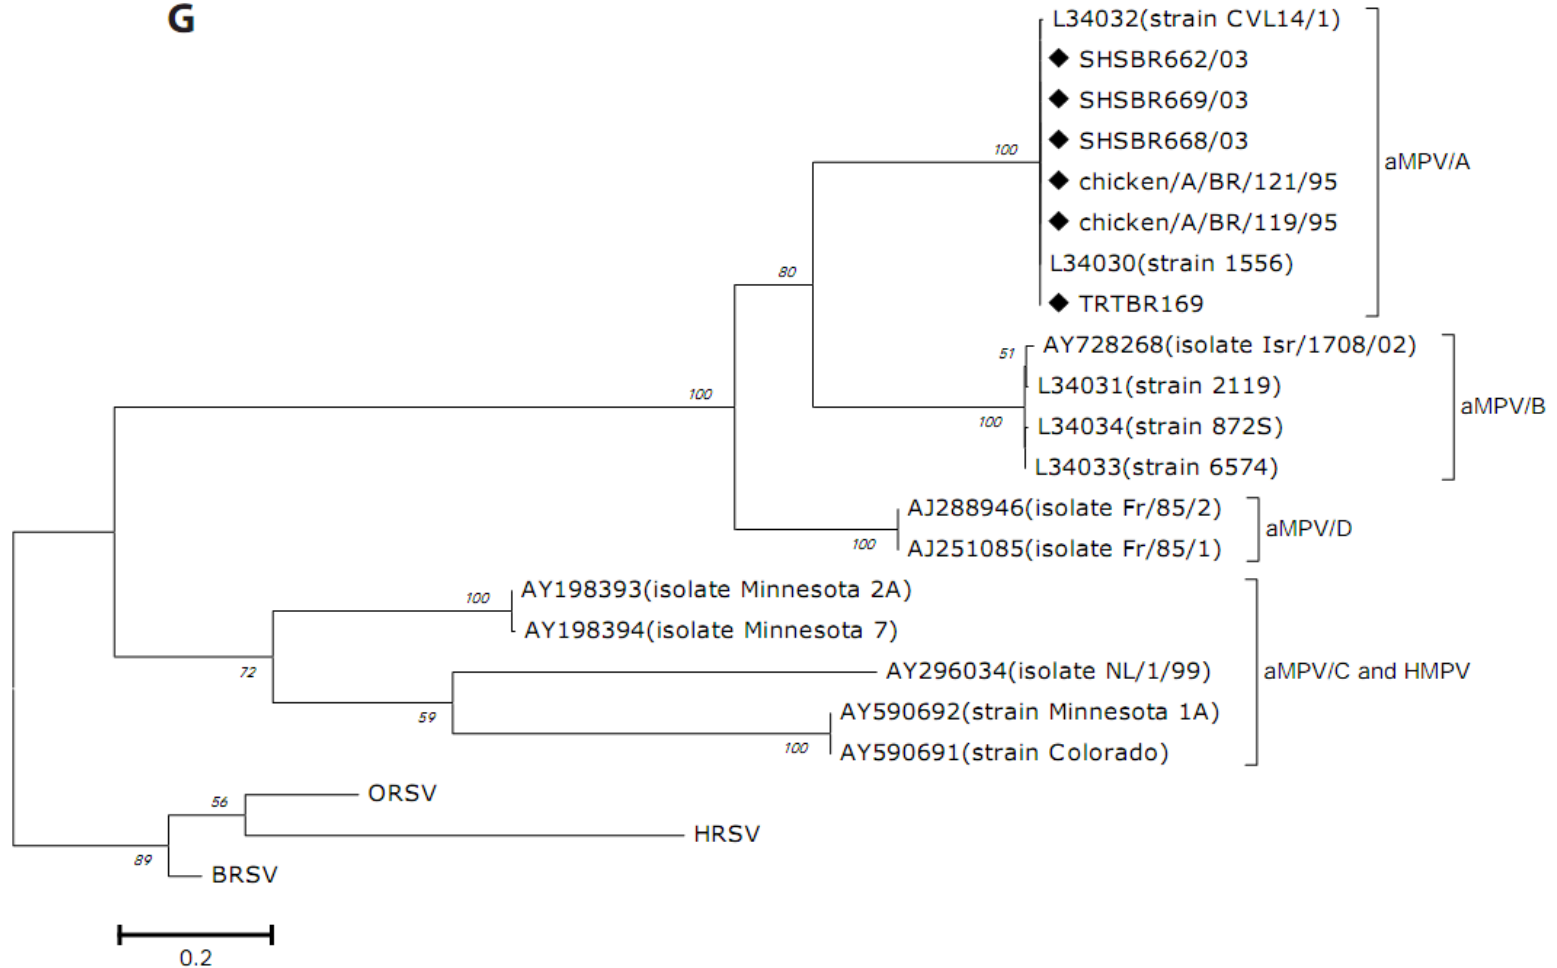 G
L34032(strain CVL14/1)
SHSBR662/03
SHSBR669/03
SHSBR668/03
100
aMPV/A
chicken/A/BR/121/95
chicken/A/BR/119/95
L34030(strain 1556)
80
TRTBR169
AY728268(isolate Isr/1708/02)
51
L34031(strain 2119)
100
aMPV/B
L34034(strain 872S)
100
L34033(strain 6574)
AJ288946(isolate Fr/85/2)
aMPV/D
AJ251085(isolate Fr/85/1)
100
AY198393(isolate Minnesota 2A)
100
AY198394(isolate Minnesota 7)
72
AY296034(isolate NL/1/99)
aMPV/C and HMPV
AY590692(strain Minnesota 1A)
59
AY590691(strain Colorado)
100
ORSV
56
HRSV
89
BRSV
0.2